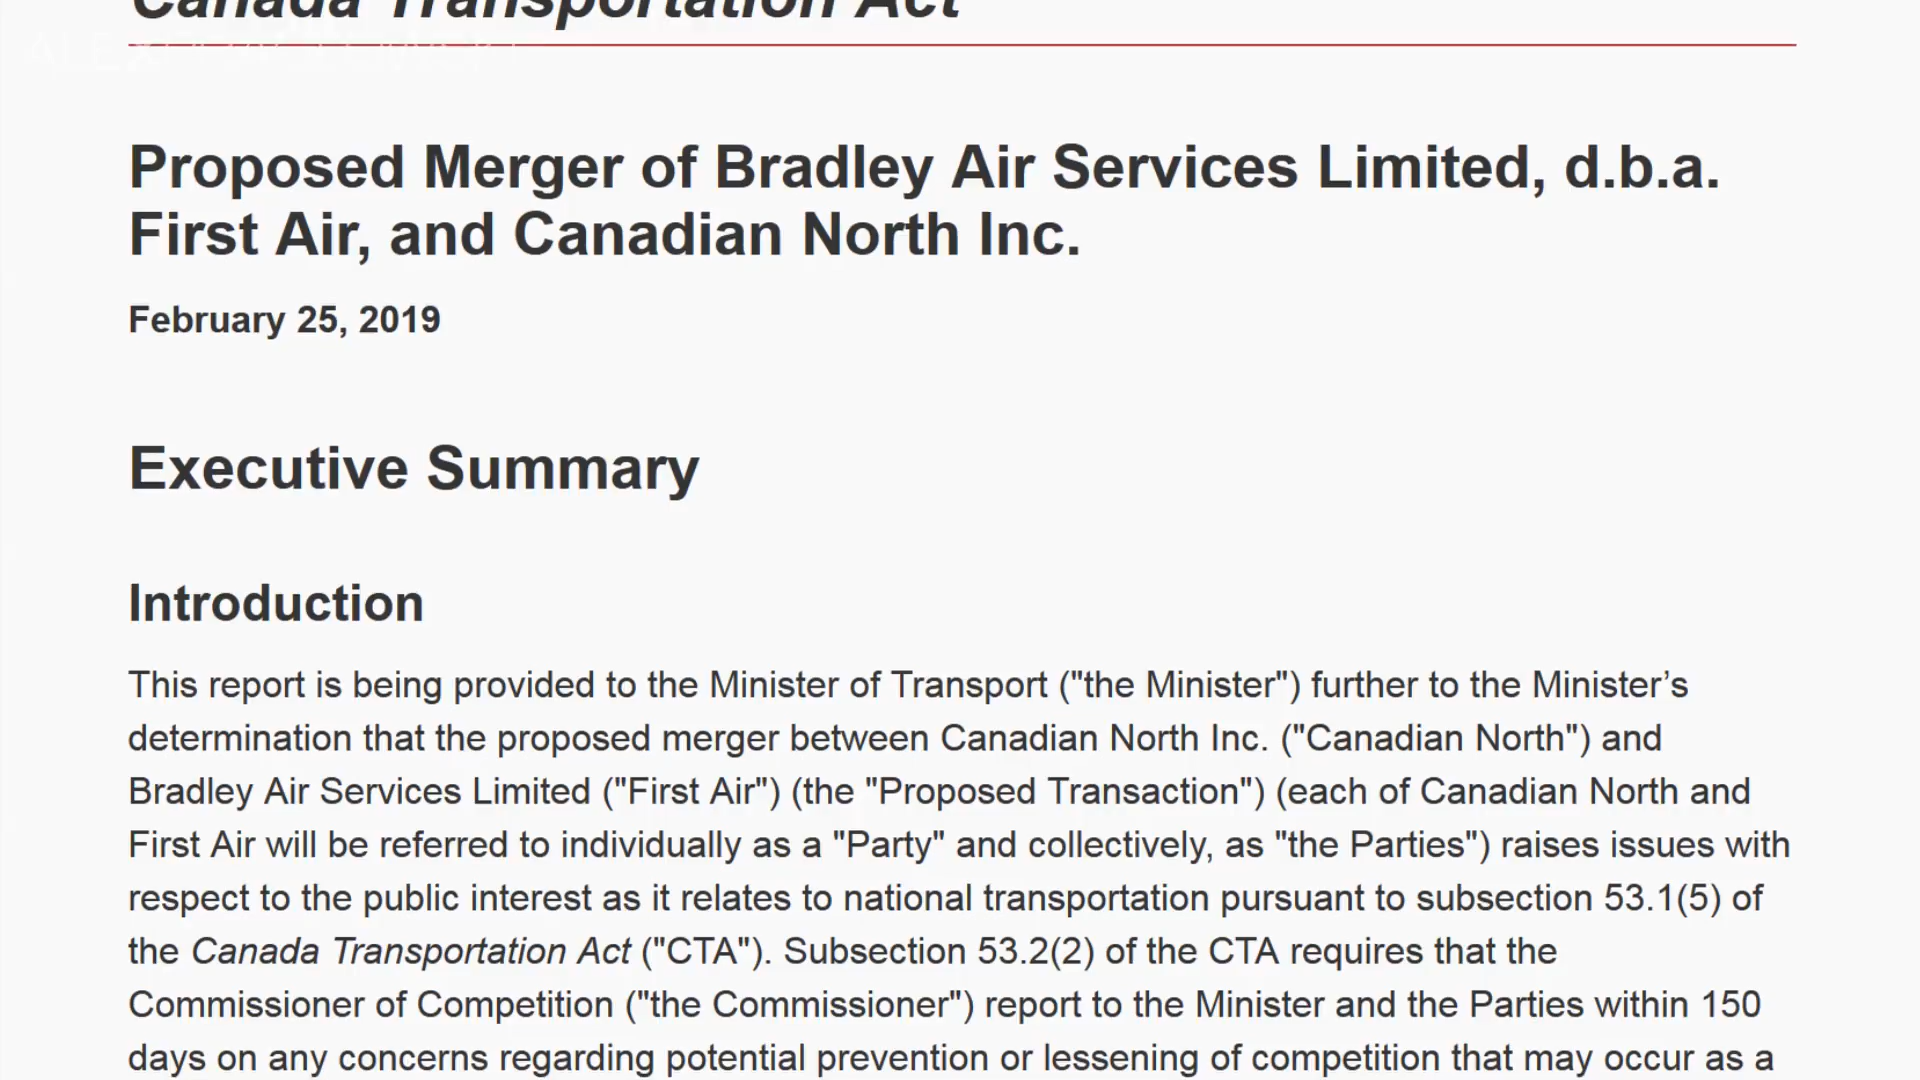 Canada Transportation Act
Proposed Merger of Bradley Air Services Limited, d.b.a.
First Air, and Canadian North Inc.
February 25, 2019
Executive Summary
Introduction
This report is being provided to the Minister of Transport ("the Minister") further to the Minister’s
determination that the proposed merger between Canadian North Inc. ("Canadian North") and
Bradley Air Services Limited ("First Air") (the "Proposed Transaction") (each of Canadian North and
First Air will be referred to individually as a "Party" and collectively, as "the Parties") raises issues with
respect to the public interest as it relates to national transportation pursuant to subsection 53.1(5) of
the Canada Transportation Act ("CTA"). Subsection 53.2(2) of the CTA requires that the
Commissioner of Competition ("the Commissioner") report to the Minister and the Parties within 150
days on any concerns regarding potential prevention or lessening of competition that may occur as a